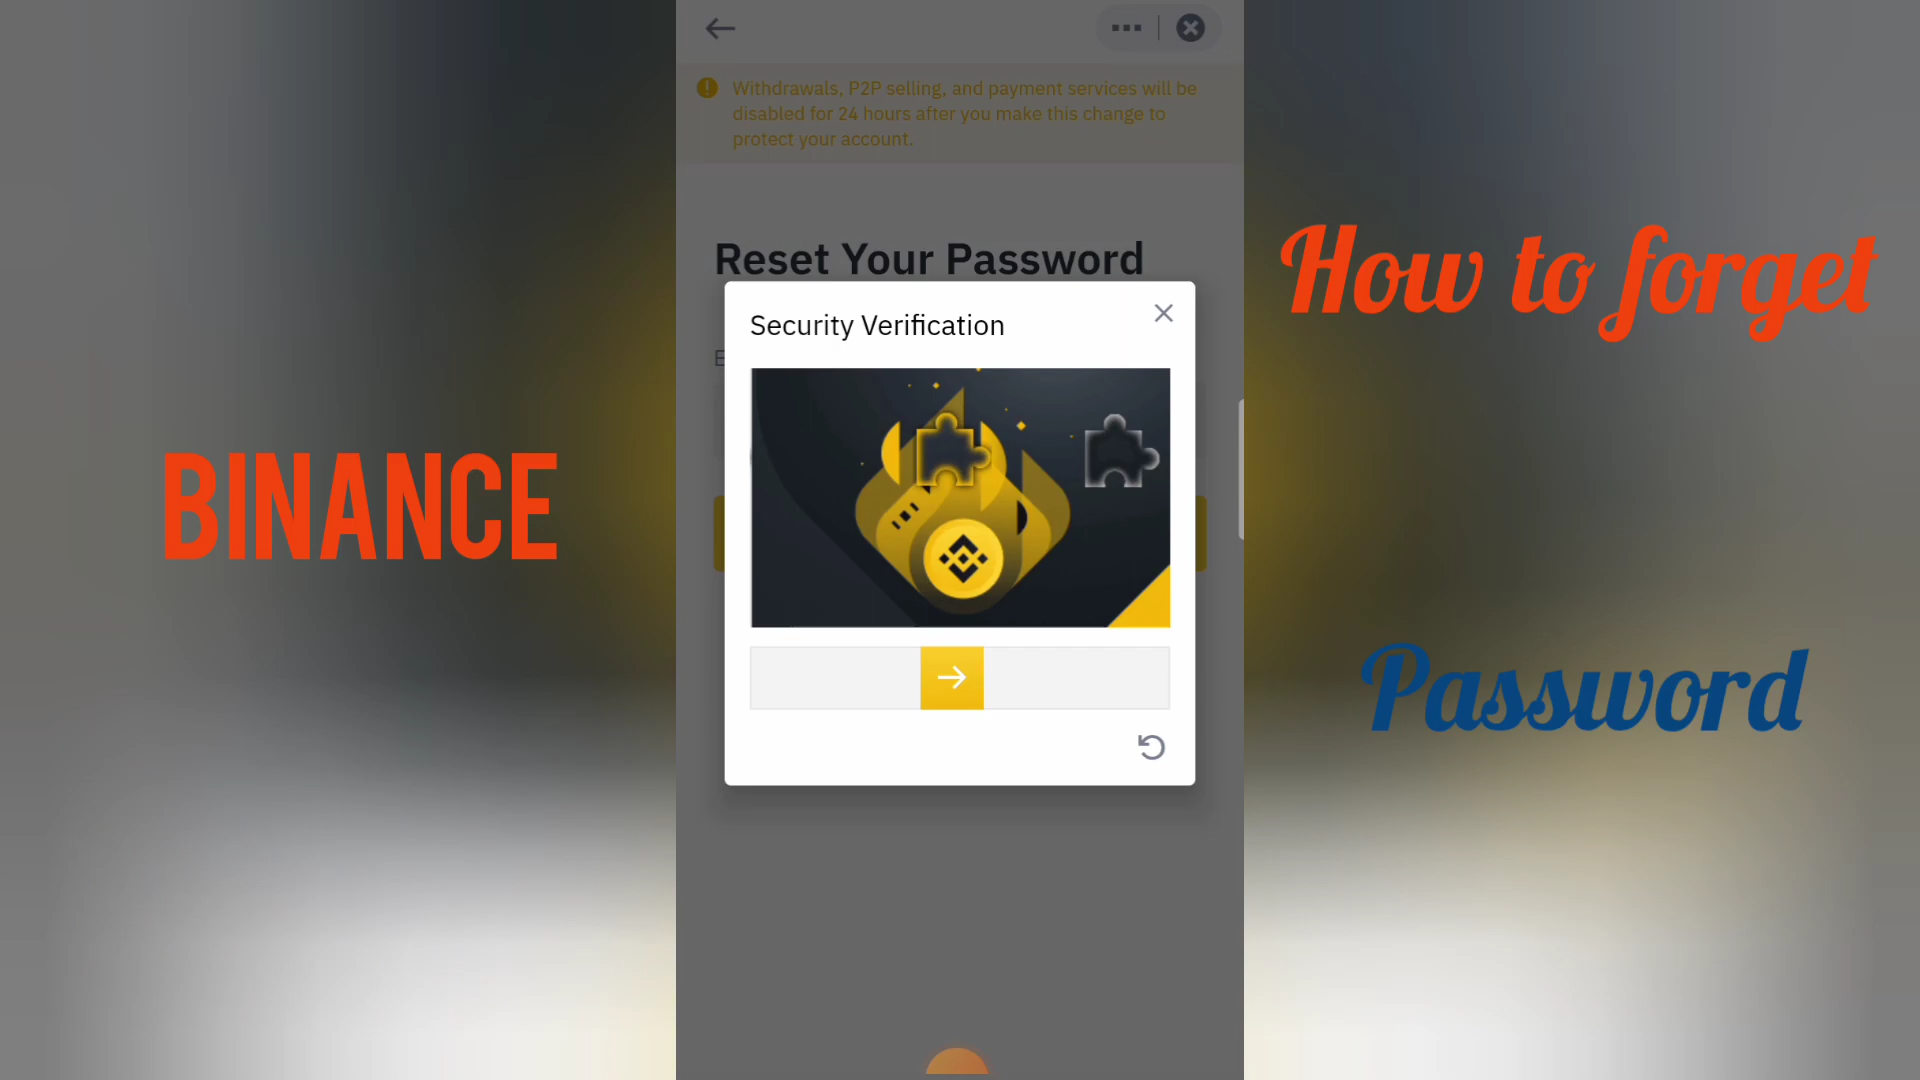 Withdrawals, P2P selling, and payment services will be
disabled for 24 hours after you make this change to
protect your account.
Reset Your Password
Security Verification
BINANCE
How to forget
Password